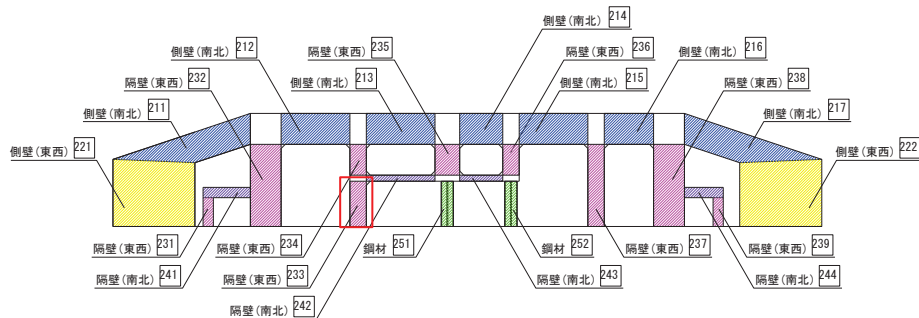 側壁(南北) 214
側壁(南北) 212
隔壁(東西) 235
隔壁(東西) 236
側壁(南北) 216
隔壁(東西) 232
側壁(南北) 213
側壁(南北) 215
隔壁(東西) 238
側壁(南北) 211
側壁(南北) 217
側壁(東西) 221
側壁(東西) 222
隔壁(東西) 231
隔壁(東西) 234
鋼材 251
鋼材 252
隔壁(東西) 237
隔壁(東西) 239
隔壁(南北) 241
隔壁(東西) 233
隔壁(南北) 243
隔壁(南北) 244
隔壁(南北) 242